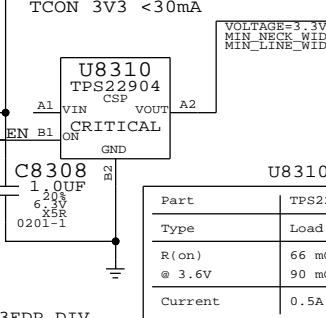 TCON 3V3 <30mA
VOLTAGE=3.3V
MIN_NECK_WID
MIN_LINE_WID
U8310
TPS22904
CSP
A1
VIN
VOUT
A2
CRITICAL
EN
B1
ON
GND
B2
C8308
1.0UF
20%
6.3V
X5R
0201-1
U8310
Part
TPS22
Type
Load
R(on)
@ 3.6V
66 m
90 m
Current
0.5A